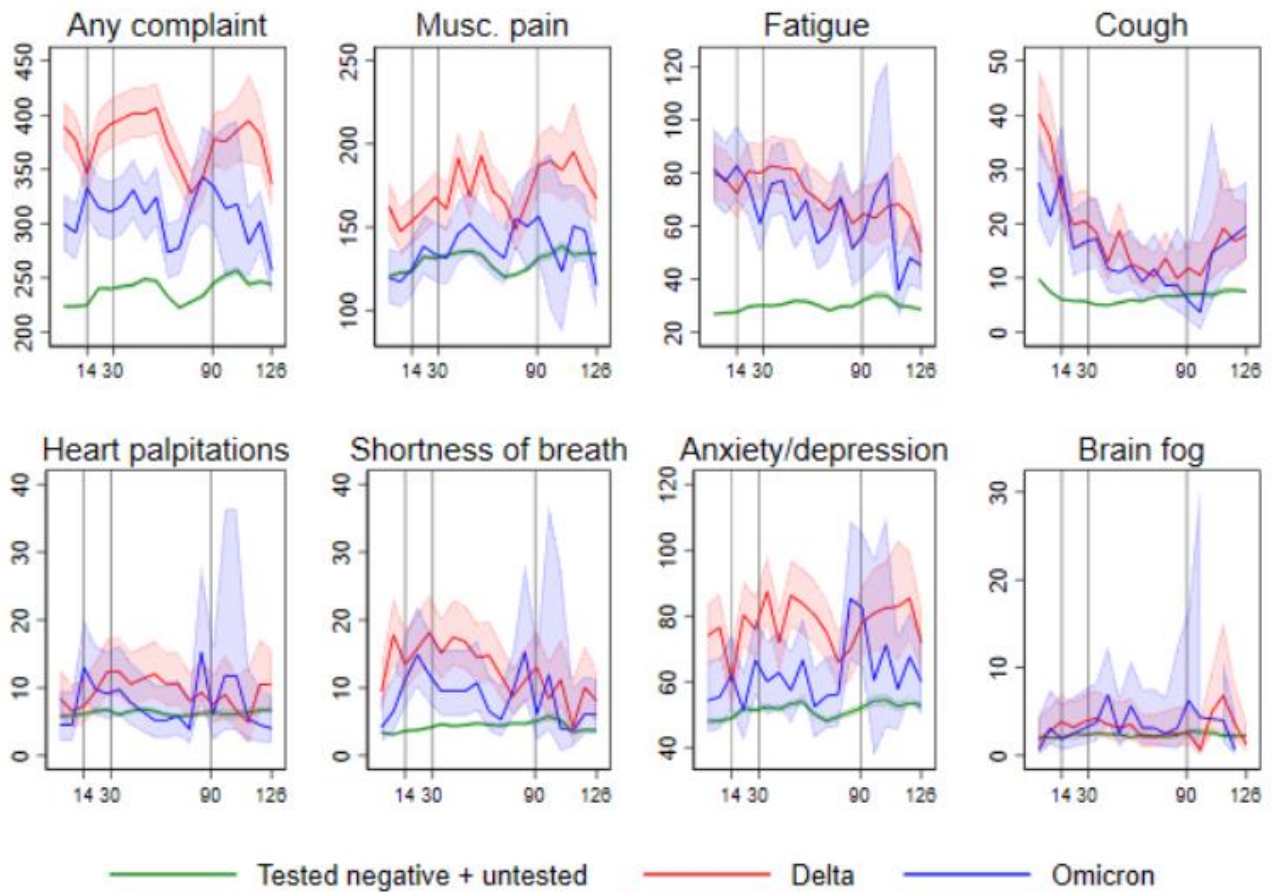 Any complaint Musc. pain Fatigue Cough
450 400 350 300 250 200
250 200 150 100
120 100 80 60 40 20
50 40 30 20 10 0
14 30 90 126 14 30 90 126 14 30 90 126 14 30 90 126
Heart palpitations Shortness of breath Anxiety/depression Brain fog
40 30 20 10 0
40 30 20 10 0
120 100 80 60 40
30 20 10 0
14 30 90 126 14 30 90 126 14 30 90 126 14 30 90 126
Tested negative + untested Delta Omicron